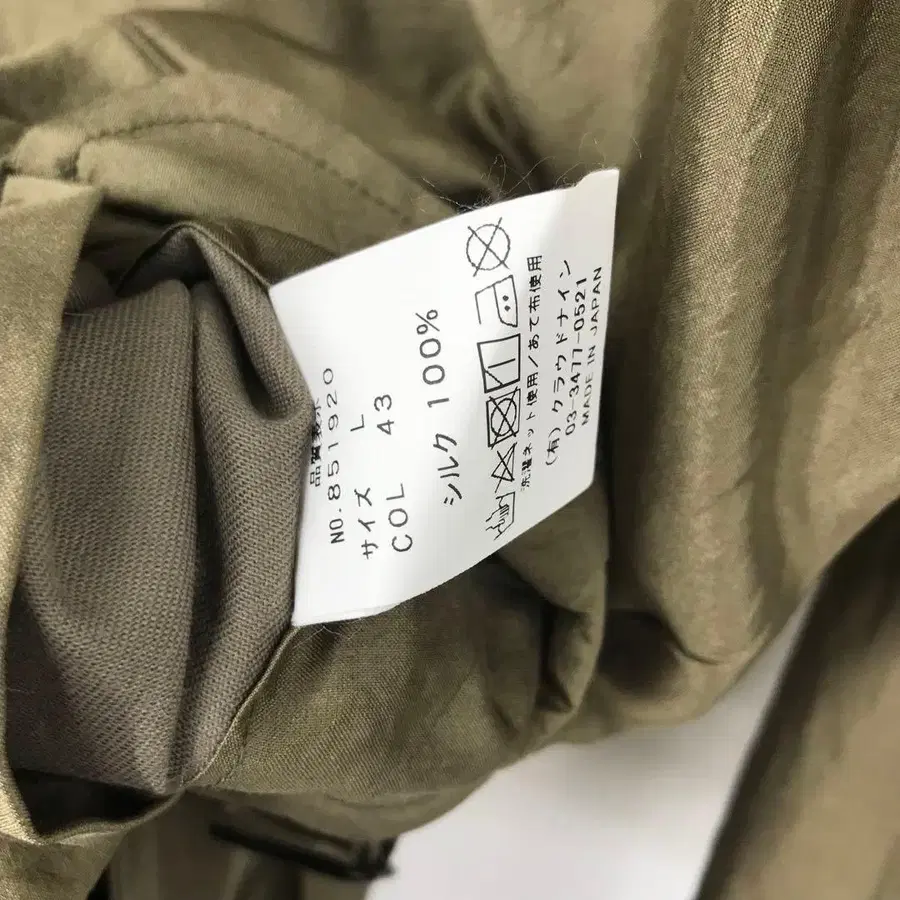 品質表示
NO.851920
サイズ L
COL 43
シルク 100%
洗濯ネット使用/あて布使用
(有)クラウドナイン
03-3477-0521
MADE IN JAPAN